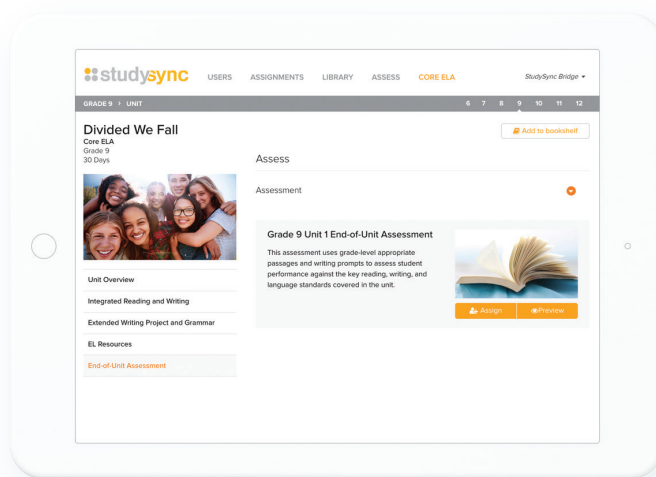 studysync
USERS ASSIGNMENTS LIBRARY ASSESS CORE ELA StudySync Bridge
GRADE 9 > UNIT 6 7 8 9 10 11 12
Divided We Fall
Core ELA
Grade 9
30 Days
Add to bookshelf
Assess
Assessment
Grade 9 Unit 1 End-of-Unit Assessment
This assessment uses grade-level appropriate
passages and writing prompts to assess student
performance against the key reading, writing, and
language standards covered in the unit.
Assign Preview
Unit Overview
Integrated Reading and Writing
Extended Writing Project and Grammar
EL Resources
End-of-Unit Assessment